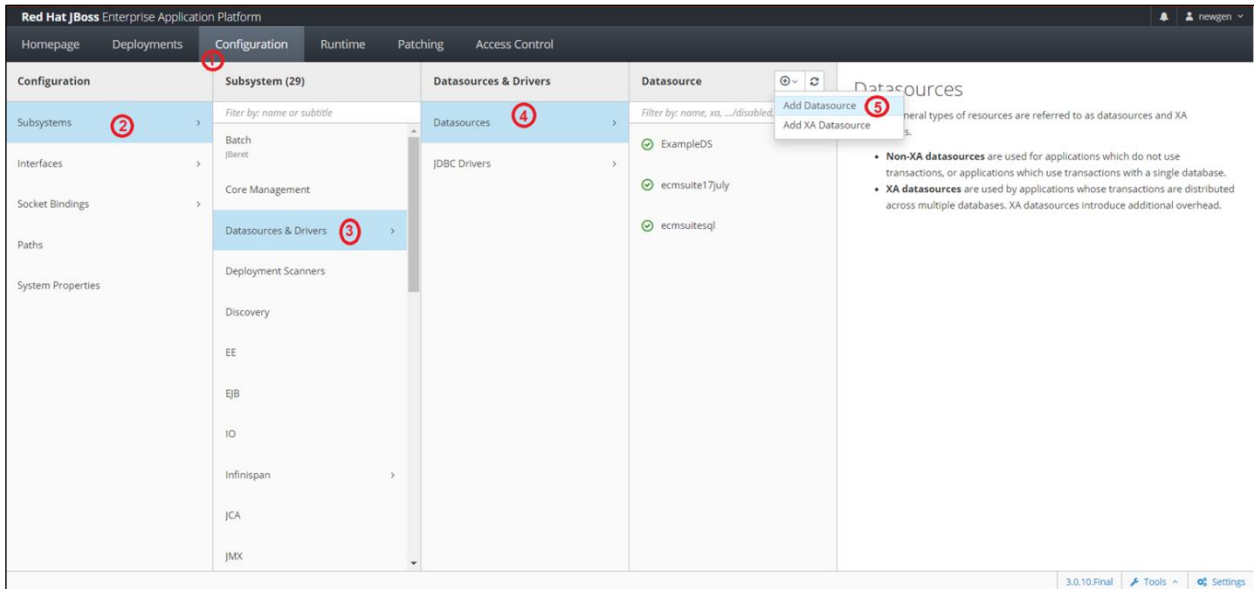 Red Hat JBoss Enterprise Application Platform
newgen
Homepage Deployments Configuration Runtime Patching Access Control
1
Configuration
Subsystems 2
Interfaces
Socket Bindings
Paths
System Properties
Subsystem (29)
Fiter by: name or subtitle
Batch
JBeret
Core Management
Datasources & Drivers 3
Deployment Scanners
Discovery
EE
EJB
IO
Infinispan
JCA
JMX
Datasources & Drivers
Datasources 4
JDBC Drivers
Datasource
Filter by: name, xa, .../disabled,
Add Datasource 5
Add XA Datasource
ExampleDS
ecmsuite17july
ecmsuitesql
Datasources
neral types of resources are referred to as datasources and XA
s.
• Non-XA datasources are used for applications which do not use
transactions, or applications which use transactions with a single database.
• XA datasources are used by applications whose transactions are distributed
across multiple databases. XA datasources introduce additional overhead.
3.0.10.Final Tools Settings